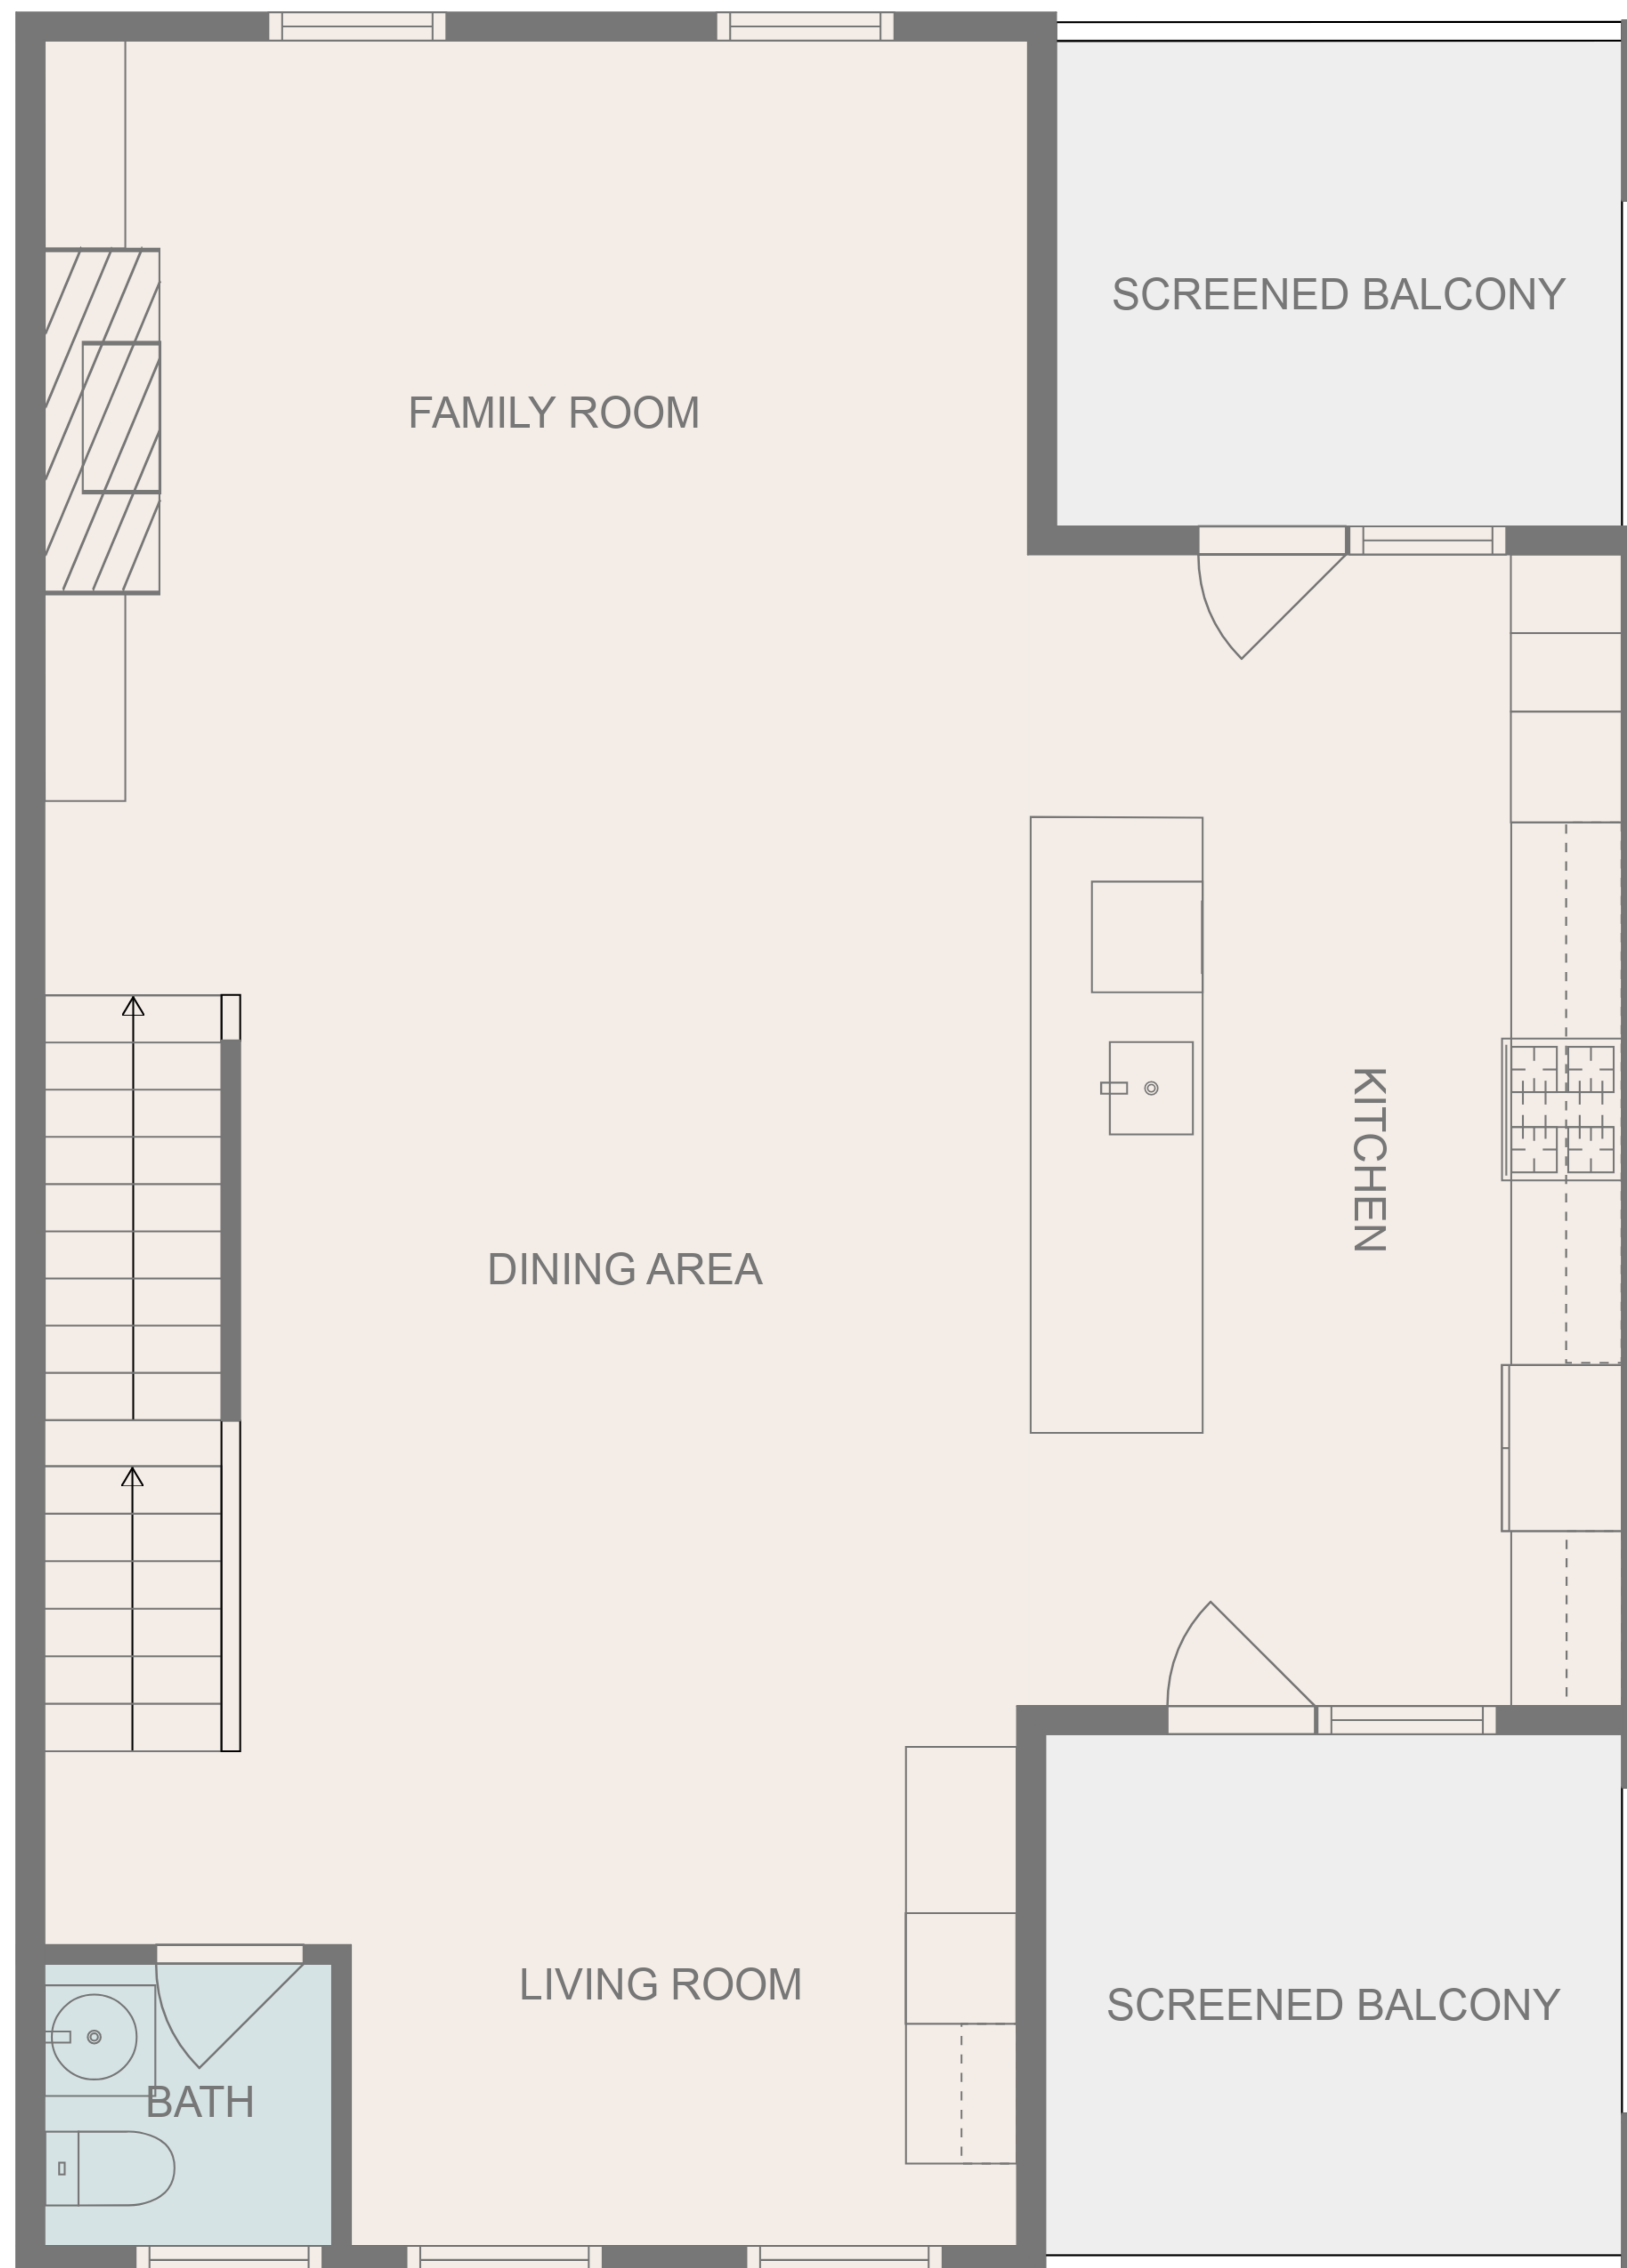 SCREENED BALCONY
FAMILY ROOM
KITCHEN
DINING AREA
LIVING ROOM
SCREENED BALCONY
BATH